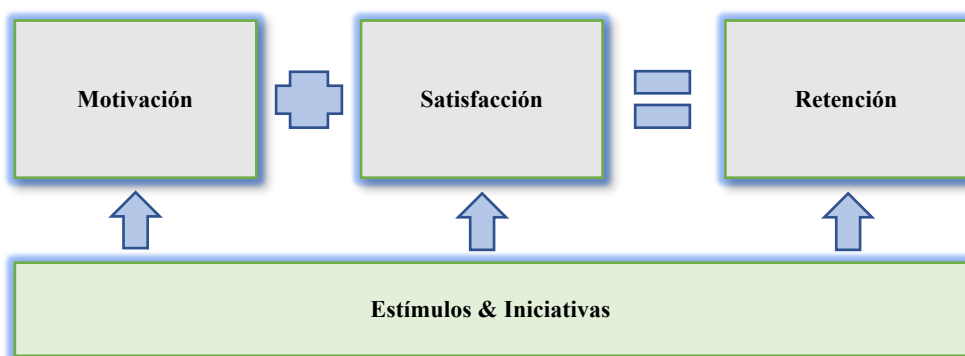 Motivación
Satisfacción
Retención
Estímulos & Iniciativas